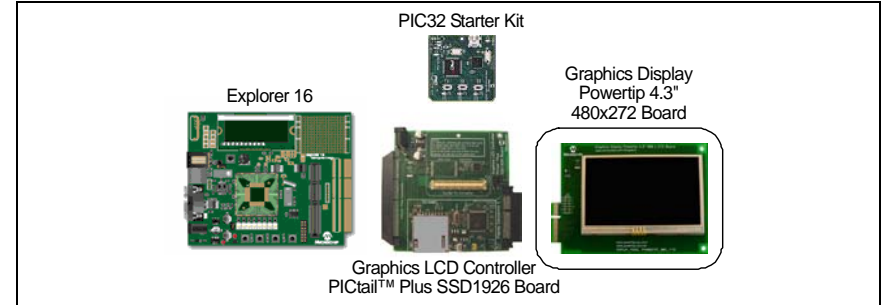 PIC32 Starter Kit
Graphics Display
Powertip 4.3"
480x272 Board
Explorer 16
Graphics LCD Controller
PICtail™ Plus SSD1926 Board